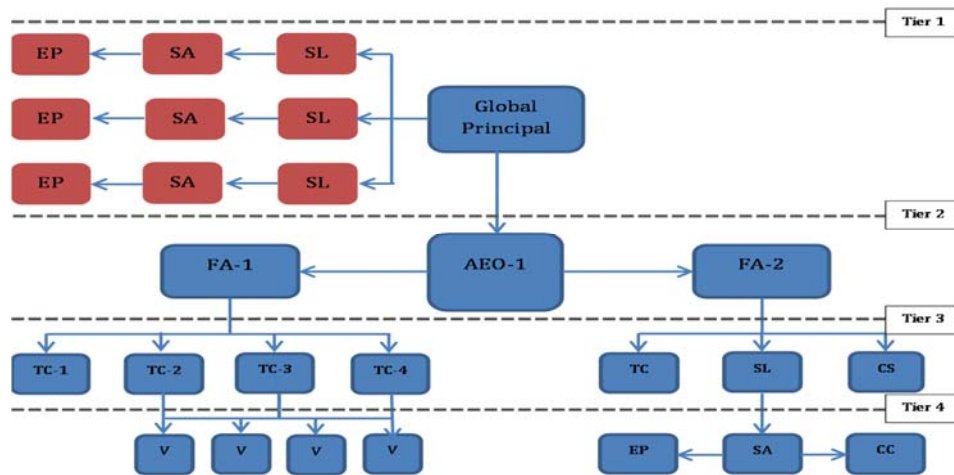 Tier 1
EP
SA
SL
EP
SA
SL
Global
Principal
EP
SA
SL
Tier 2
FA-1
AEO-1
FA-2
Tier 3
TC-1
TC-2
TC-3
TC-4
TC
SL
CS
Tier 4
V
V
V
V
EP
SA
CC